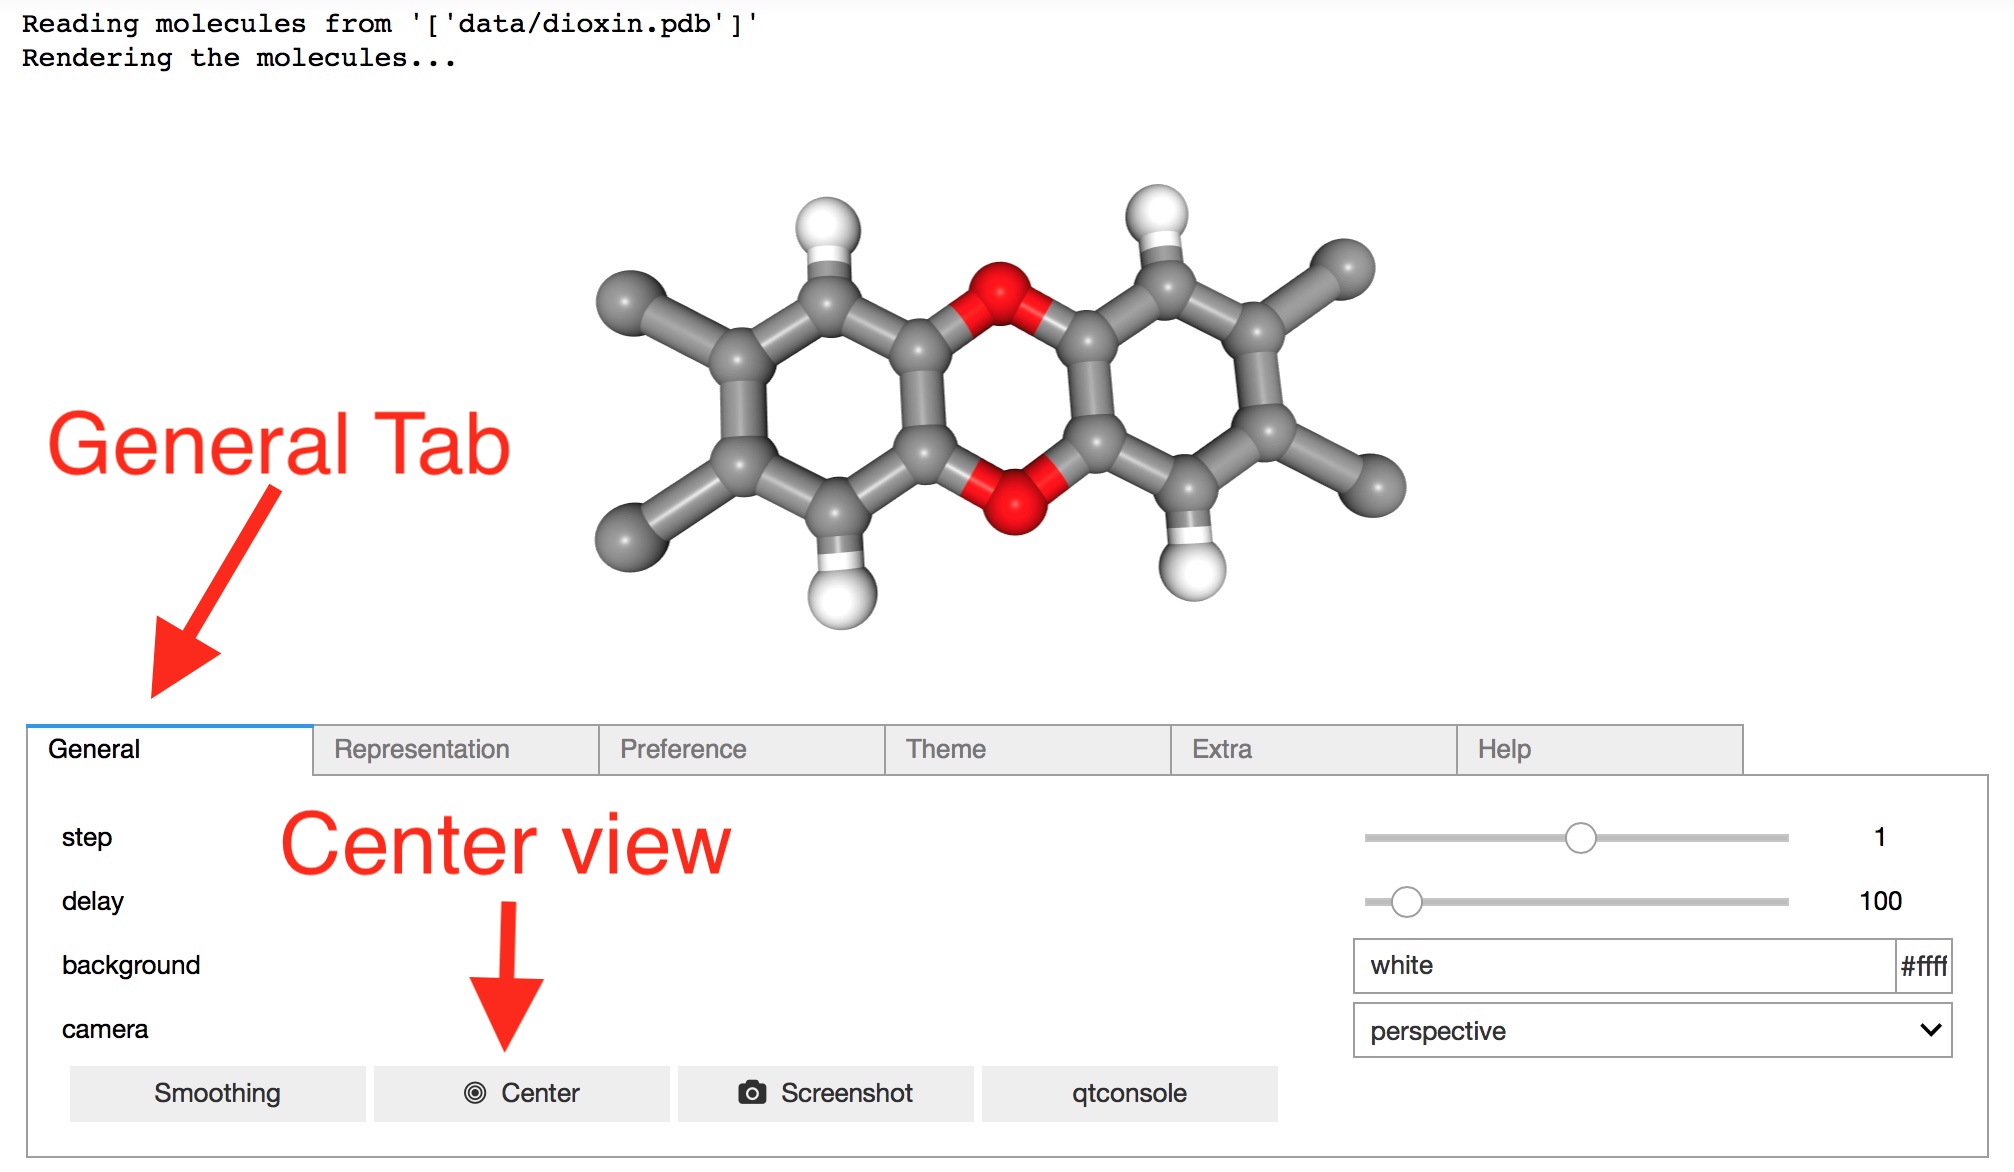 Reading molecules from '['data/dioxin.pdb']'
Rendering the molecules...
General Tab
General Representation Preference Theme Extra Help
Center view
step 1
delay 100
background white #ffff
camera perspective
Smoothing Center Screenshot qtconsole